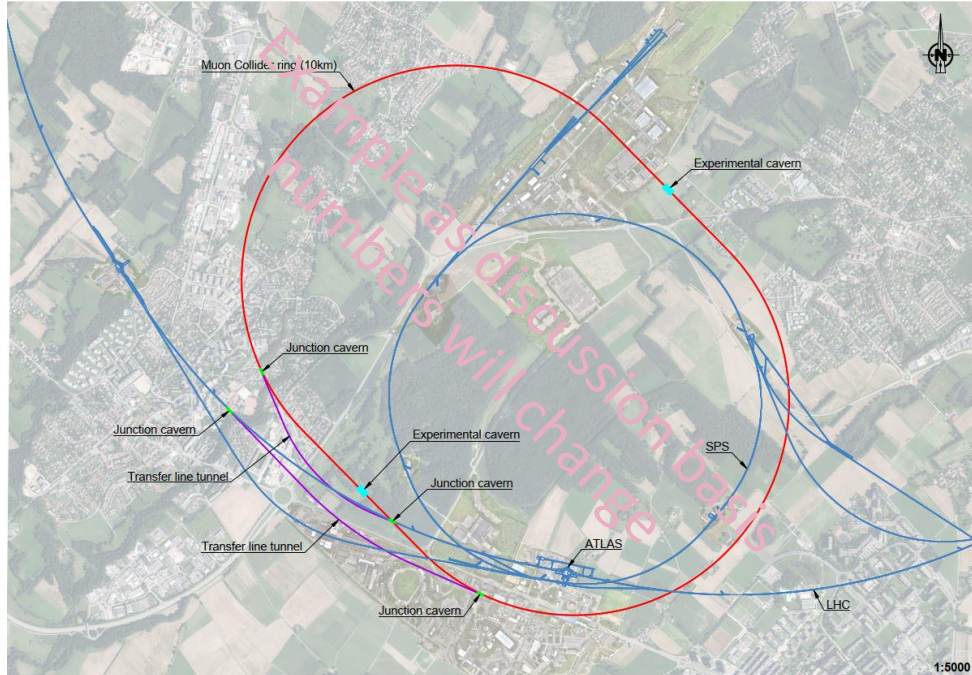 Muon Collider ring (10km)
N
Experimental cavern
Example as discussion basis
numbers will change
Junction cavern
Junction cavern
Experimental cavern
SPS
Transfer line tunnel
Junction cavern
Transfer line tunnel
ATLAS
Junction cavern
LHC
1:5000